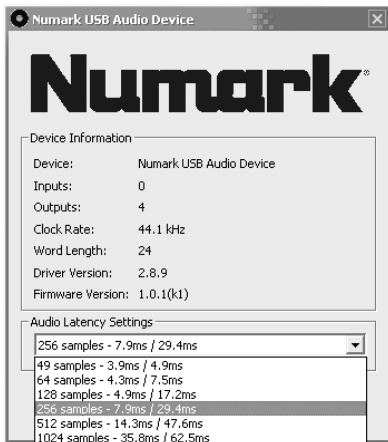 Numark USB Audio Device
Numark®
Device Information
Device: Numark USB Audio Device
Inputs: 0
Outputs: 4
Clock Rate: 44.1 kHz
Word Length: 24
Driver Version: 2.8.9
Firmware Version: 1.0.1(k1)
Audio Latency Settings
256 samples - 7.9ms / 29.4ms
49 samples - 3.9ms / 4.9ms
64 samples - 4.3ms / 7.5ms
128 samples - 4.9ms / 17.2ms
256 samples - 7.9ms / 29.4ms
512 samples - 14.3ms / 47.6ms
1024 samples - 35.8ms / 62.5ms